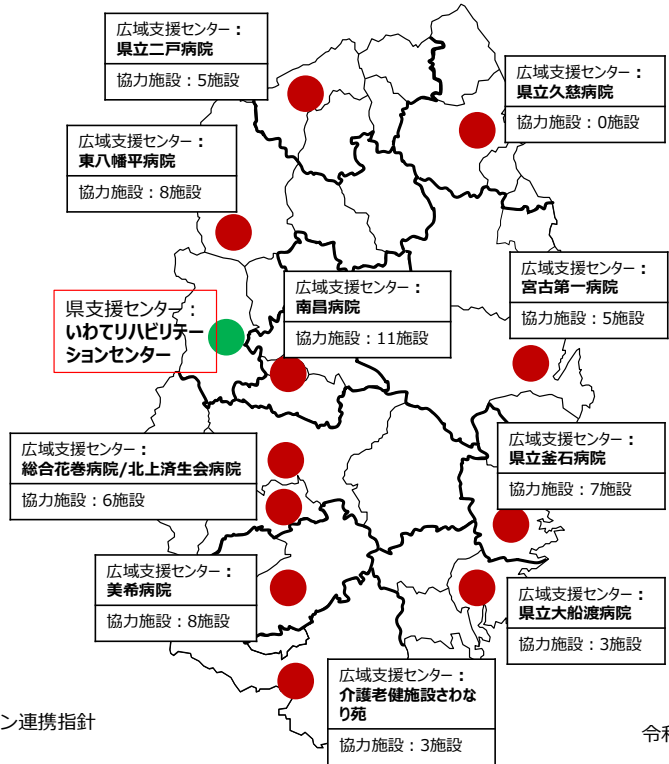 広域支援センター：
県立二戸病院
協力施設：5施設
広域支援センター：
県立久慈病院
協力施設：0施設
広域支援センター：
東八幡平病院
協力施設：8施設
広域支援センター：
宮古第一病院
協力施設：5施設
広域支援センター：
南昌病院
協力施設：11施設
県支援センター：
いわてリハビリテー
ションセンター
広域支援センター：
総合花巻病院/北上済生会病院
協力施設：6施設
広域支援センター：
県立釜石病院
協力施設：7施設
広域支援センター：
美希病院
協力施設：8施設
広域支援センター：
県立大船渡病院
協力施設：3施設
広域支援センター：
介護老健施設さわな
り苑
協力施設：3施設
ン連携指針
令和